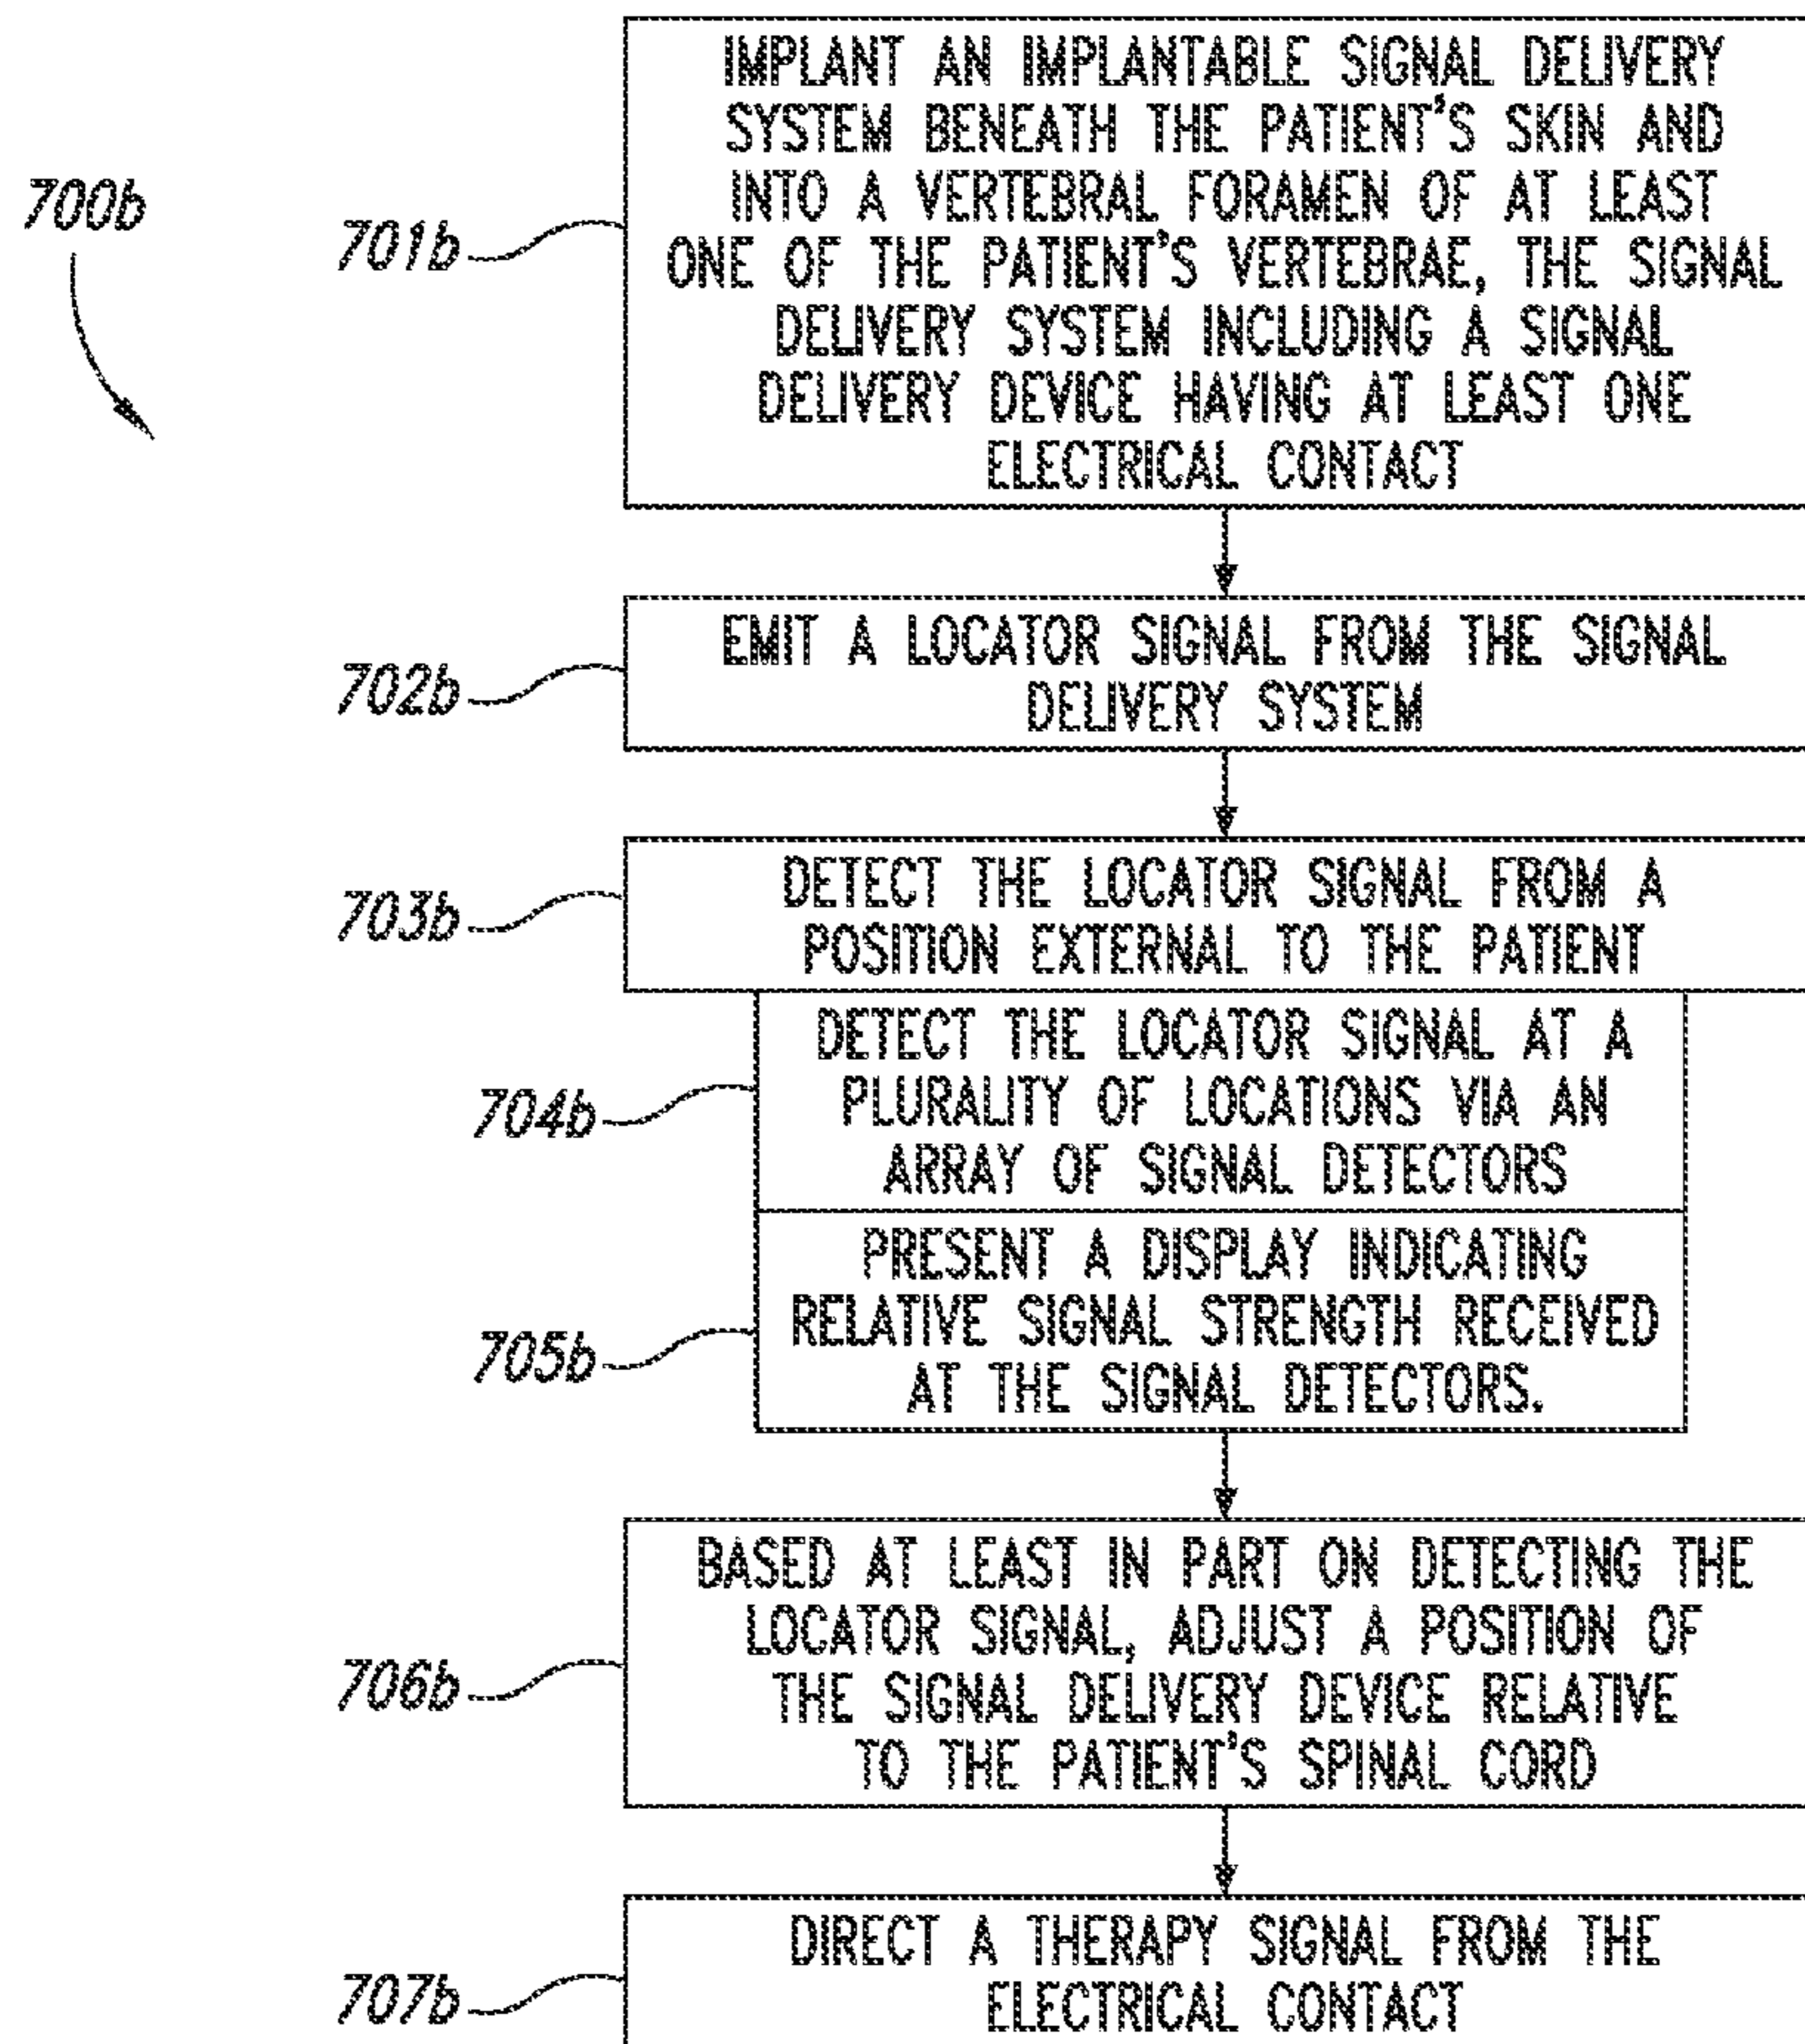 700b
701b
IMPLANT AN IMPLANTABLE SIGNAL DELIVERY
SYSTEM BENEATH THE PATIENT'S SKIN AND
INTO A VERTEBRAL FORAMEN OF AT LEAST
ONE OF THE PATIENT'S VERTEBRAE, THE SIGNAL
DELIVERY SYSTEM INCLUDING A SIGNAL
DELIVERY DEVICE HAVING AT LEAST ONE
ELECTRICAL CONTACT
702b
EMIT A LOCATOR SIGNAL FROM THE SIGNAL
DELIVERY SYSTEM
703b
DETECT THE LOCATOR SIGNAL FROM A
POSITION EXTERNAL TO THE PATIENT
704b
DETECT THE LOCATOR SIGNAL AT A
PLURALITY OF LOCATIONS VIA AN
ARRAY OF SIGNAL DETECTORS
705b
PRESENT A DISPLAY INDICATING
RELATIVE SIGNAL STRENGTH RECEIVED
AT THE SIGNAL DETECTORS.
706b
BASED AT LEAST IN PART ON DETECTING THE
LOCATOR SIGNAL, ADJUST A POSITION OF
THE SIGNAL DELIVERY DEVICE RELATIVE
TO THE PATIENT'S SPINAL CORD
707b
DIRECT A THERAPY SIGNAL FROM THE
ELECTRICAL CONTACT